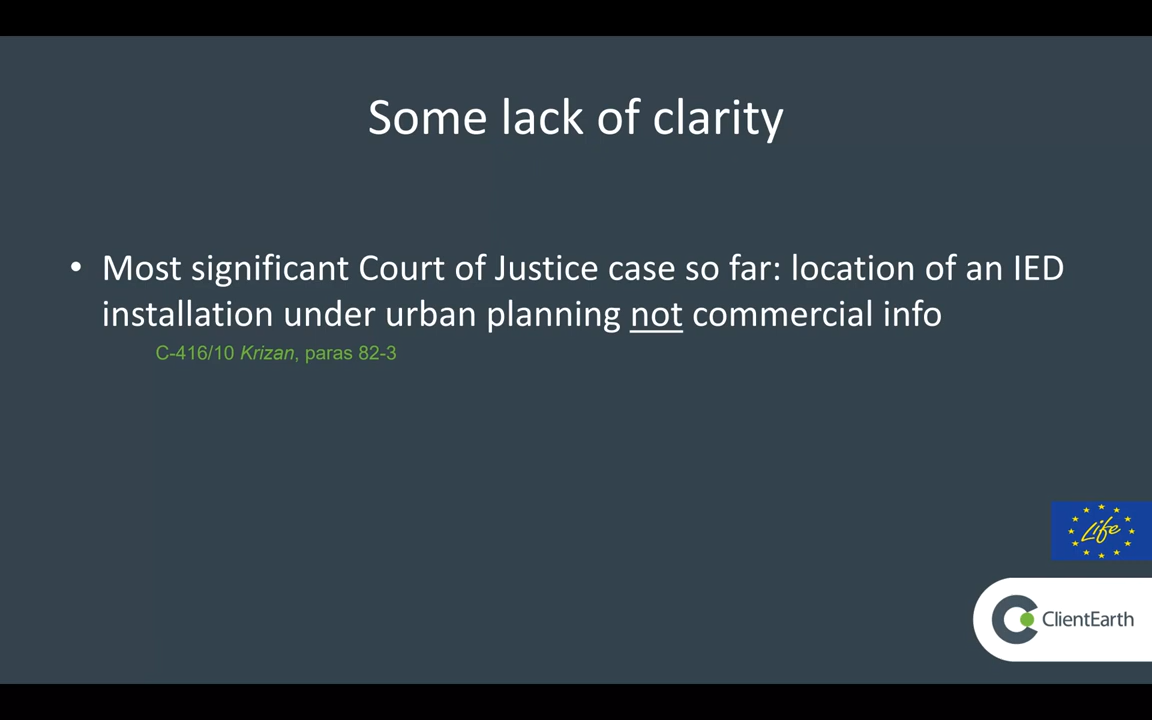 Some lack of clarity
• Most significant Court of Justice case so far: location of an IED
installation under urban planning not commercial info
C-416/10 Krizan, paras 82-3
Life
ClientEarth